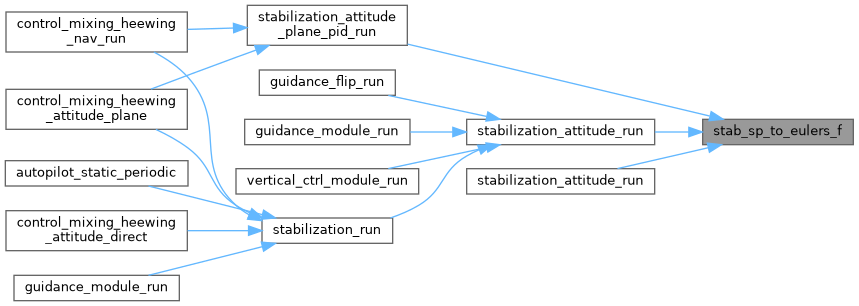 control_mixing_heewing
_nav_run
stabilization_attitude
_plane_pid_run
guidance_flip_run
control_mixing_heewing
_attitude_plane
guidance_module_run
stabilization_attitude_run
stab_sp_to_eulers_f
autopilot_static_periodic
vertical_ctrl_module_run
stabilization_attitude_run
control_mixing_heewing
_attitude_direct
stabilization_run
guidance_module_run